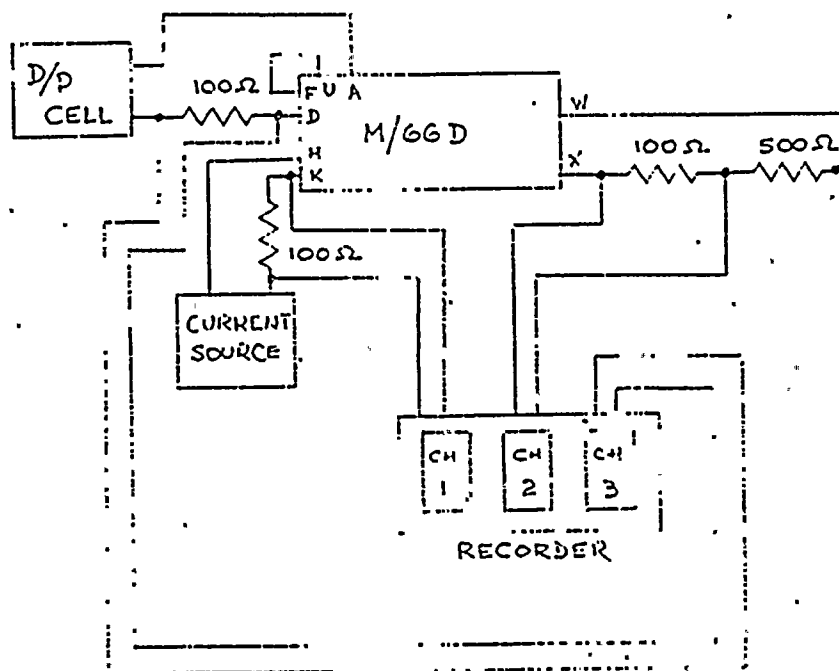 D/P
CELL
100Ω
F U A
D
H
K
M/66D
W
X
100Ω
500Ω
100Ω
CURRENT
SOURCE
CH
1
CH
2
CH
3
RECORDER